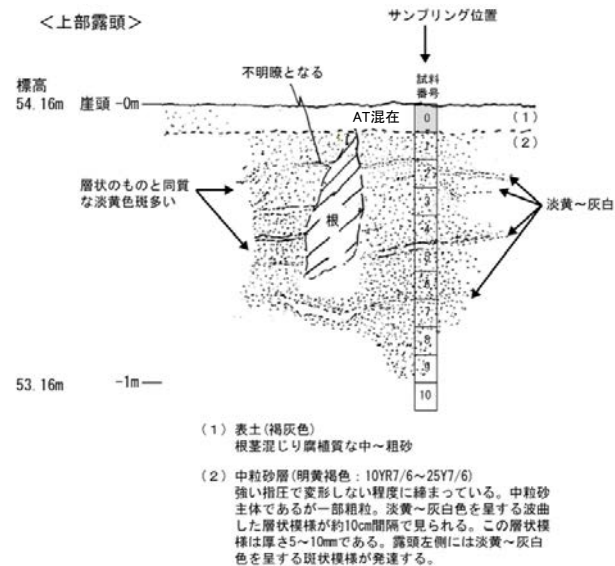 ＜上部露頭＞
サンプリング位置
不明瞭となる
標高
試料
番号
54.16m 崖頭 -0m
AT混在
0
（1）
（2）
1
層状のものと同質
な淡黄色斑多い
2
3
淡黄～灰白
根
4
5
6
7
8
9
53.16m -1m
10
（1）表土(褐灰色)
根茎混じり腐植質な中～粗砂
（2）中粒砂層(明黄褐色：10YR7/6～25Y7/6)
強い指圧で変形しない程度に締まっている。中粒砂
主体であるが一部粗粒。淡黄～灰白色を呈する波曲
した層状模様が約10cm間隔で見られる。この層状模
様は厚さ5～10mmである。露頭左側には淡黄～灰白
色を呈する斑状模様が発達する。